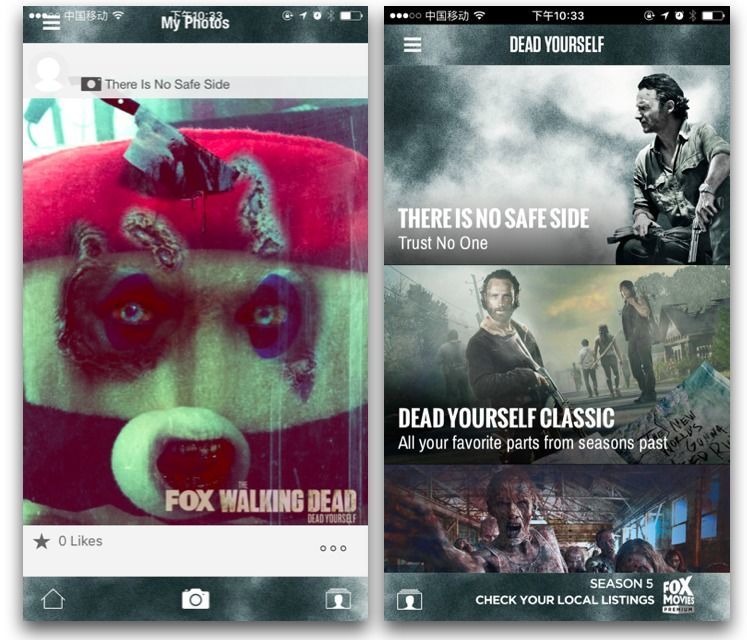 中国移动
下午10:33
My Photos
There Is No Safe Side
THE
FOX WALKING DEAD
DEAD YOURSELF
0 Likes
中国移动
下午10:33
DEAD YOURSELF
THERE IS NO SAFE SIDE
Trust No One
DEAD YOURSELF CLASSIC
All your favorite parts from seasons past
SEASON 5
CHECK YOUR LOCAL LISTINGS
FOX
MOVIES
PREMIUM